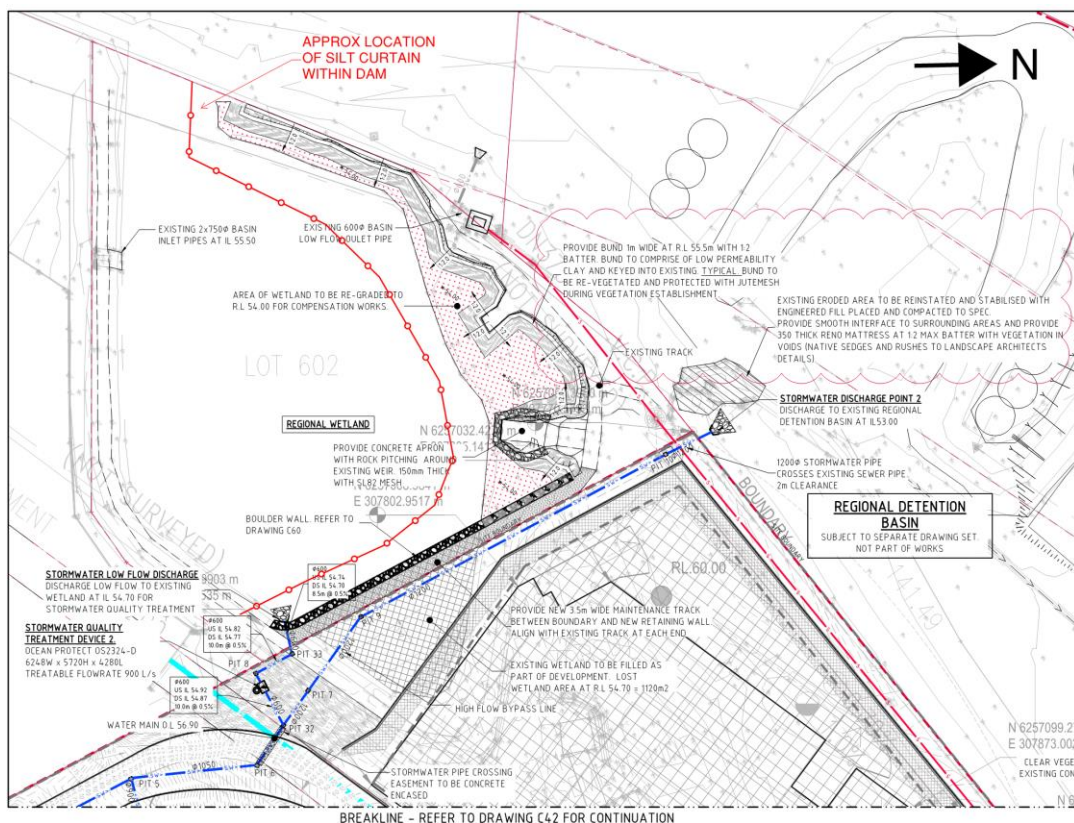 APPROX LOCATION
OF SILT CURTAIN
WITHIN DAM
N
EXISTING 2x750Ø BASIN
INLET PIPES AT IL 55.50
EXISTING 600Ø BASIN
LOW FLOW OULET PIPE
PROVIDE BUND 1m WIDE AT R.L 55.5m WITH 1:2
BATTER. BUND TO COMPRISE OF LOW PERMEABILITY
CLAY AND KEYED INTO EXISTING. TYPICAL. BUND TO
BE RE-VEGETATED AND PROTECTED WITH JUTEMESH
DURING VEGETATION ESTABLISHMENT
AREA OF WETLAND TO BE RE-GRADED TO
R.L 54.00 FOR COMPENSATION WORKS.
EXISTING ERODED AREA TO BE REINSTATED AND STABILISED WITH
ENGINEERED FILL PLACED AND COMPACTED TO SPEC.
PROVIDE SMOOTH INTERFACE TO SURROUNDING AREAS AND PROVIDE
350 THICK RENO MATTRESS AT 1:2 MAX BATTER WITH VEGETATION IN
VOIDS (NATIVE SEDGES AND RUSHES TO LANDSCAPE ARCHITECTS
DETAILS)
EXISTING TRACK
LOT 602
STORMWATER DISCHARGE POINT 2
DISCHARGE TO EXISTING REGIONAL
DETENTION BASIN AT IL53.00
REGIONAL WETLAND
PROVIDE CONCRETE APRON
WITH ROCK PITCHING AROUND
EXISTING WEIR. 150mm THICK
WITH SL82 MESH
E 307802.9517 m
1200Ø STORMWATER PIPE
CROSSES EXISTING SEWER PIPE
2m CLEARANCE
BOUNDARY
REGIONAL DETENTION
BASIN
SUBJECT TO SEPARATE DRAWING SET.
NOT PART OF WORKS
BOULDER WALL. REFER TO
DRAWING C60
SURVEYED)
STORMWATER LOW FLOW DISCHARGE
DISCHARGE LOW FLOW TO EXISTING
WETLAND AT IL 54.70 FOR
STORMWATER QUALITY TREATMENT
Ø600
US IL 54.74
DS IL 54.70
8.5m @ 0.5%
RL.60.00
STORMWATER QUALITY
TREATMENT DEVICE 2.
OCEAN PROTECT OS2324-D
6248W x 5720H x 4280L
TREATABLE FLOWRATE 900 L/s
Ø600
US IL 54.82
DS IL 54.77
10.0m @ 0.5%
PIT 9
PROVIDE NEW 3.5m WIDE MAINTENANCE TRACK
BETWEEN BOUNDARY AND NEW RETAINING WALL.
ALIGN WITH EXISTING TRACK AT EACH END
PIT 33
PIT 8
Ø600
US IL 54.92
DS IL 54.87
10.0m @ 0.5%
PIT 7
EXISTING WETLAND TO BE FILLED AS
PART OF DEVELOPMENT. LOST
WETLAND AREA AT R.L 54.70 = 1120m2
HIGH FLOW BYPASS LINE
WATER MAIN O.L 56.90
PIT 32
Ø1050
PIT 6
PIT 5
STORMWATER PIPE CROSSING
EASEMENT TO BE CONCRETE
ENCASED
CLEAR VEGE
EXISTING CON
BREAKLINE - REFER TO DRAWING C42 FOR CONTINUATION